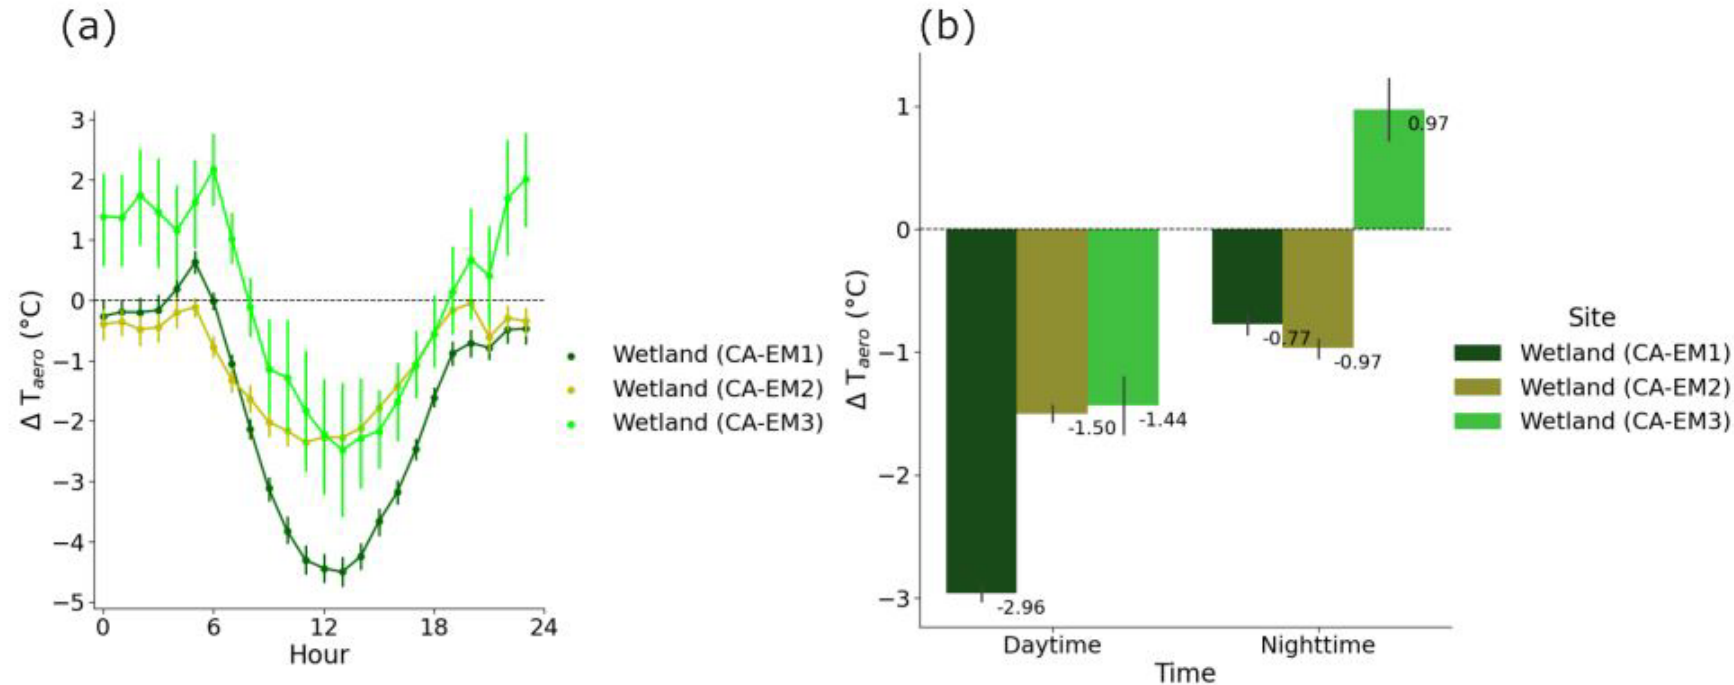 (a)
3
2
1
0
−1
−2
−3
−4
−5
Δ Taero (°C)
0 6 12 18 24
Hour
Wetland (CA-EM1)
Wetland (CA-EM2)
Wetland (CA-EM3)
(b)
1
0
−1
−2
−3
Δ Taero (°C)
-2.96
-1.50
-1.44
-0.77
-0.97
0.97
Daytime Nighttime
Time
Site
Wetland (CA-EM1)
Wetland (CA-EM2)
Wetland (CA-EM3)